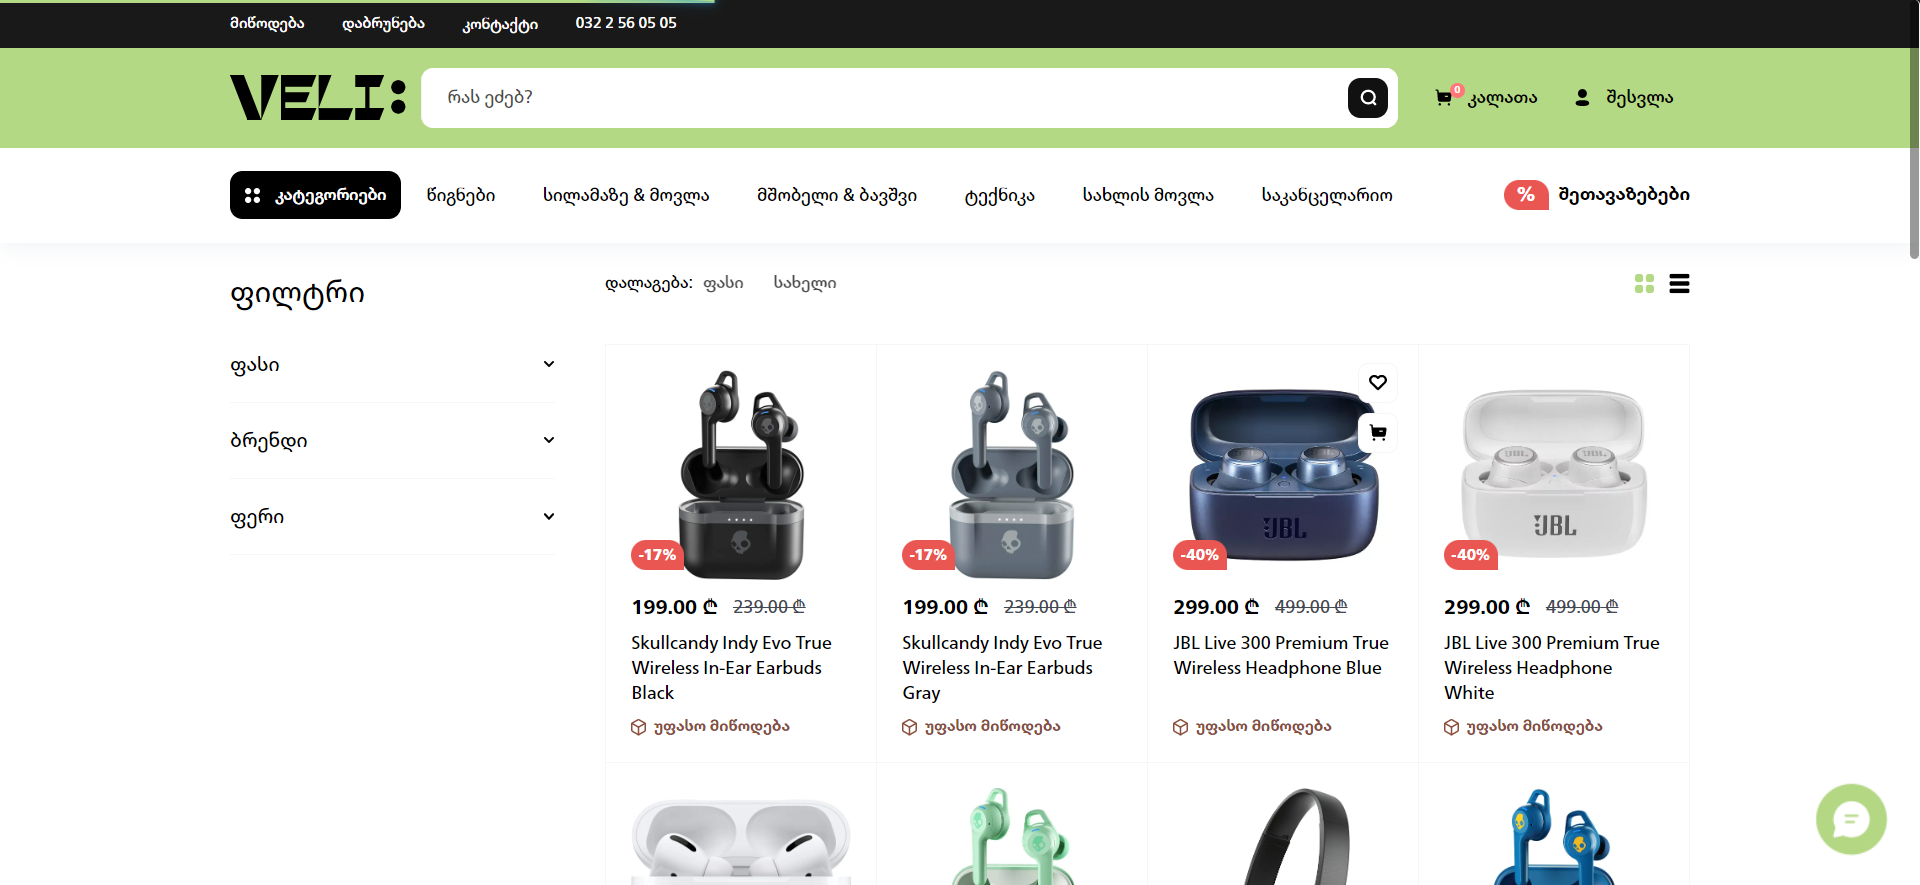 მიწოდება დაბრუნება კონტაქტი 032 2 56 05 05
VELI: რას ეძებ? 0 კალათა შესვლა
კატეგორიები წიგნები სილამაზე & მოვლა მშობელი & ბავშვი ტექნიკა სახლის მოვლა საკანცელარიო % შეთავაზებები
ფილტრი
ფასი
ბრენდი
ფერი
დალაგება: ფასი სახელი
JBL
JBL
-17% -17% -40% -40%
199.00 ₾ 239.00 ₾
Skullcandy Indy Evo True
Wireless In-Ear Earbuds
Black
უფასო მიწოდება
199.00 ₾ 239.00 ₾
Skullcandy Indy Evo True
Wireless In-Ear Earbuds
Gray
უფასო მიწოდება
299.00 ₾ 499.00 ₾
JBL Live 300 Premium True
Wireless Headphone Blue
უფასო მიწოდება
299.00 ₾ 499.00 ₾
JBL Live 300 Premium True
Wireless Headphone
White
უფასო მიწოდება